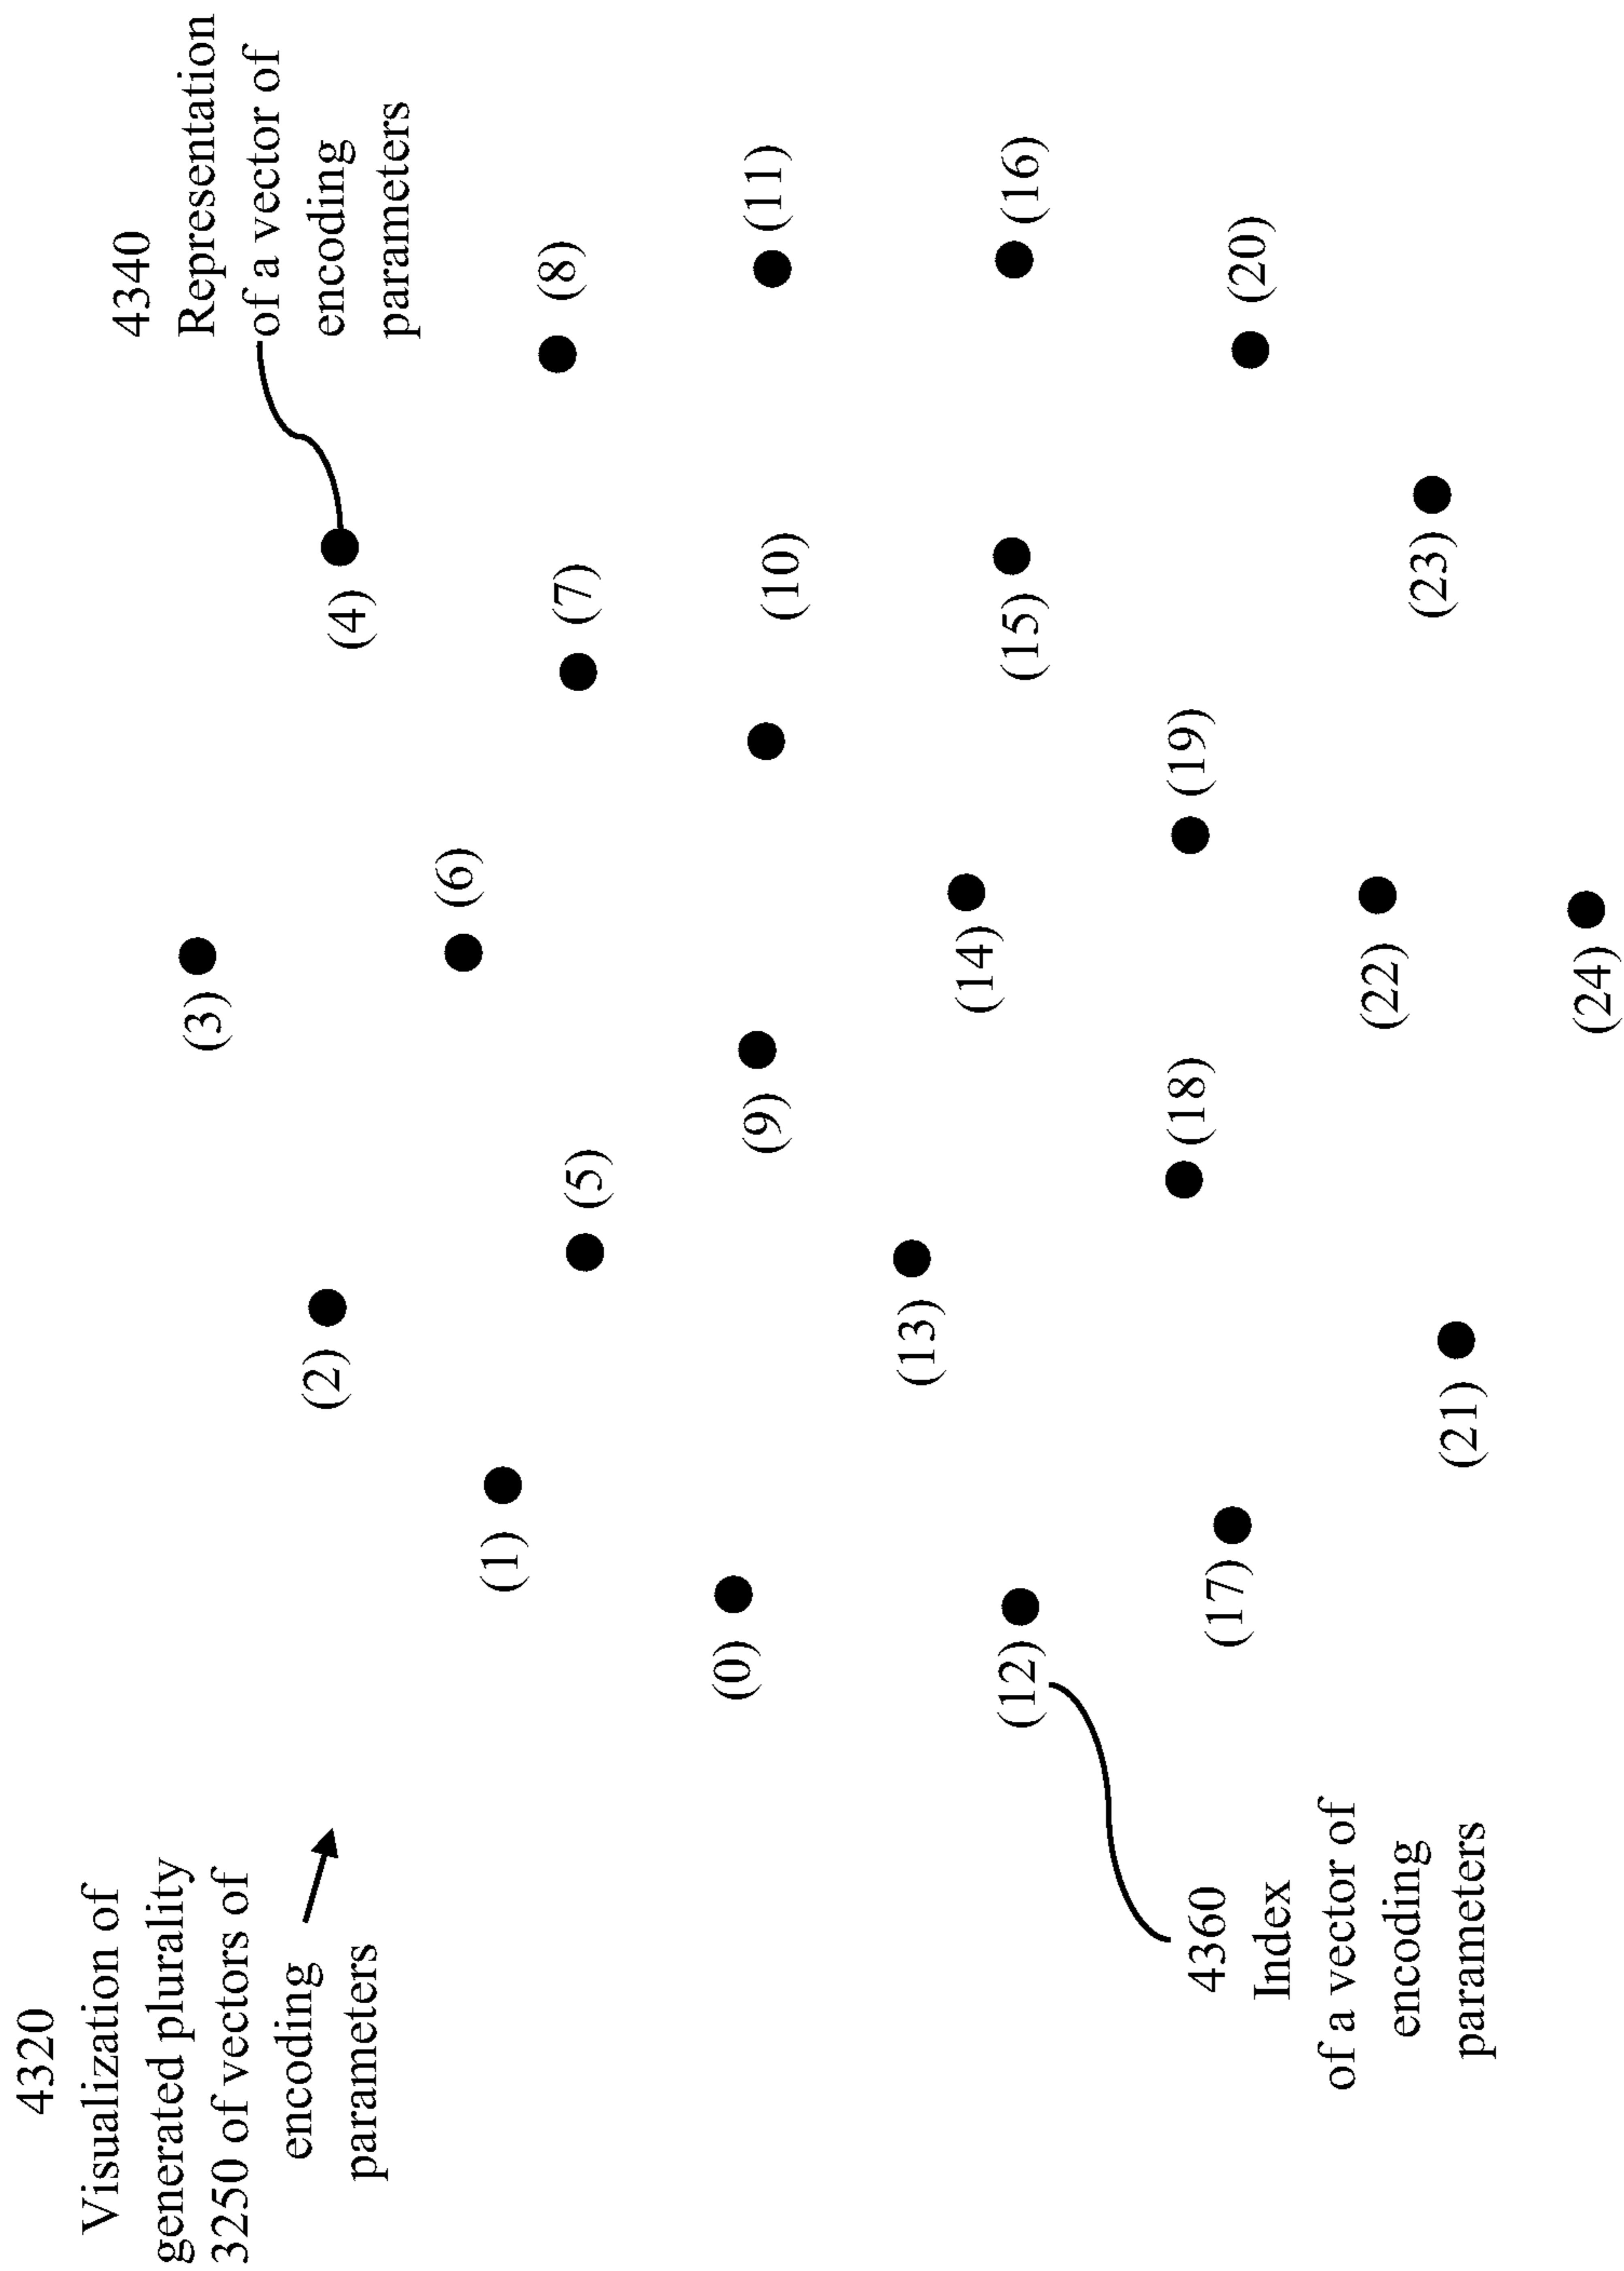 4320
Visualization of
generated plurality
3250 of vectors of
encoding
parameters
4340
Representation
of a vector of
encoding
parameters
(3)
(2)
(4)
(6)
(1)
(5)
(7)
(8)
(0)
(9)
(10)
(11)
(13)
(14)
(12)
(15)
(16)
(18)
(19)
(17)
(20)
(22)
(21)
(23)
(24)
4360
Index
of a vector of
encoding
parameters